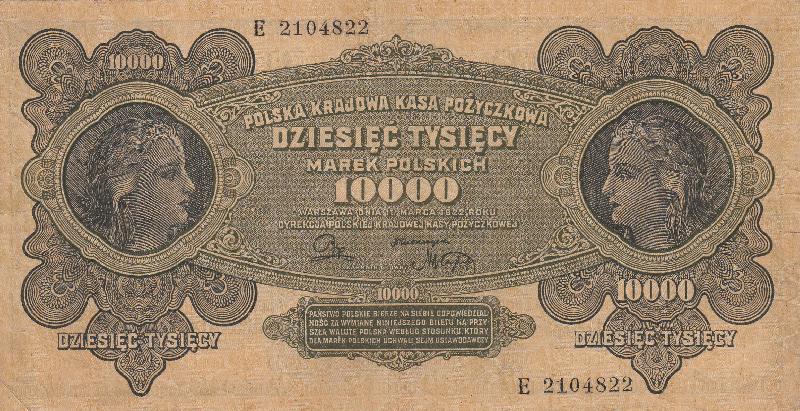 E 2104822
10000
POLSKA KRAJOWA KASA POŻYCZKOWA
DZIESIĘĆ TYSIĘCY
MAREK POLSKICH
10000
WARSZAWA DNIA 11 MARCA 1922 ROKU
DYREKCJA POLSKIEJ KRAJOWEJ KASY POŻYCZKOWEJ
10000
10000
PAŃSTWO POLSKIE BIERZE NA SIEBIE ODPOWIEDZIAL
NOŚĆ ZA WYMIANĘ NINIEJSZEGO BILETU NA PRZY
SZŁĄ WALUTĘ POLSKĄ WEDŁUG STOSUNKU, KTÓRY
DLA MAREK POLSKICH UCHWALI SEJM USTAWODAWCZY
DZIESIĘĆ TYSIĘCY
DZIESIĘĆ TYSIĘCY
E 2104822